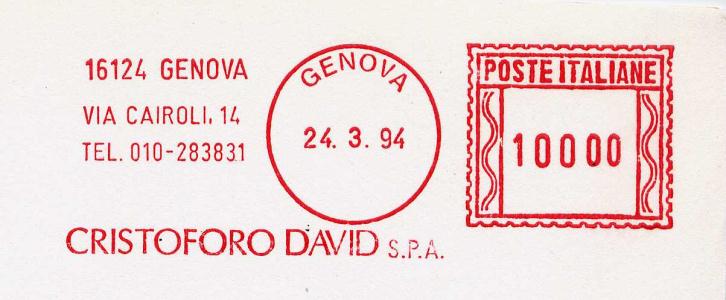 16124 GENOVA
VIA CAIROLI, 14
TEL. 010-283831
CRISTOFORO DAVID S.P.A.
GENOVA
24. 3. 94
POSTE ITALIANE
10000